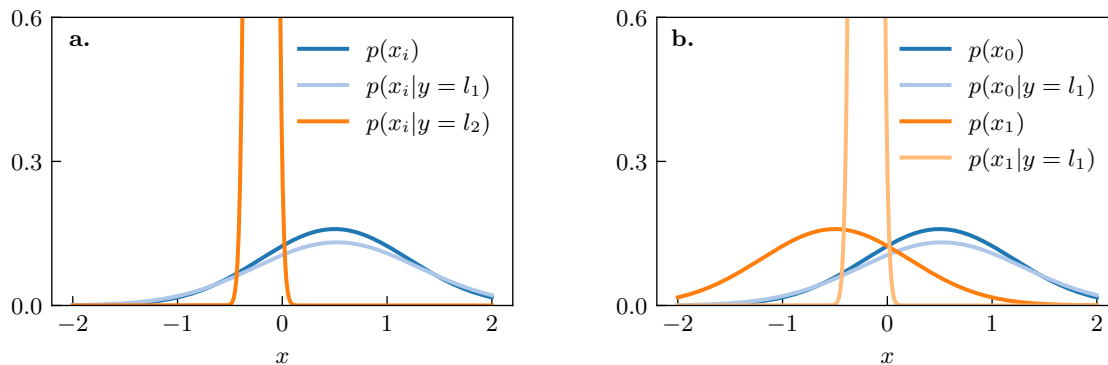 a.
0.6
0.3
0.0
p(x_i)
p(x_i|y = l_1)
p(x_i|y = l_2)
−2 −1 0 1 2
x
b.
0.6
0.3
0.0
p(x_0)
p(x_0|y = l_1)
p(x_1)
p(x_1|y = l_1)
−2 −1 0 1 2
x